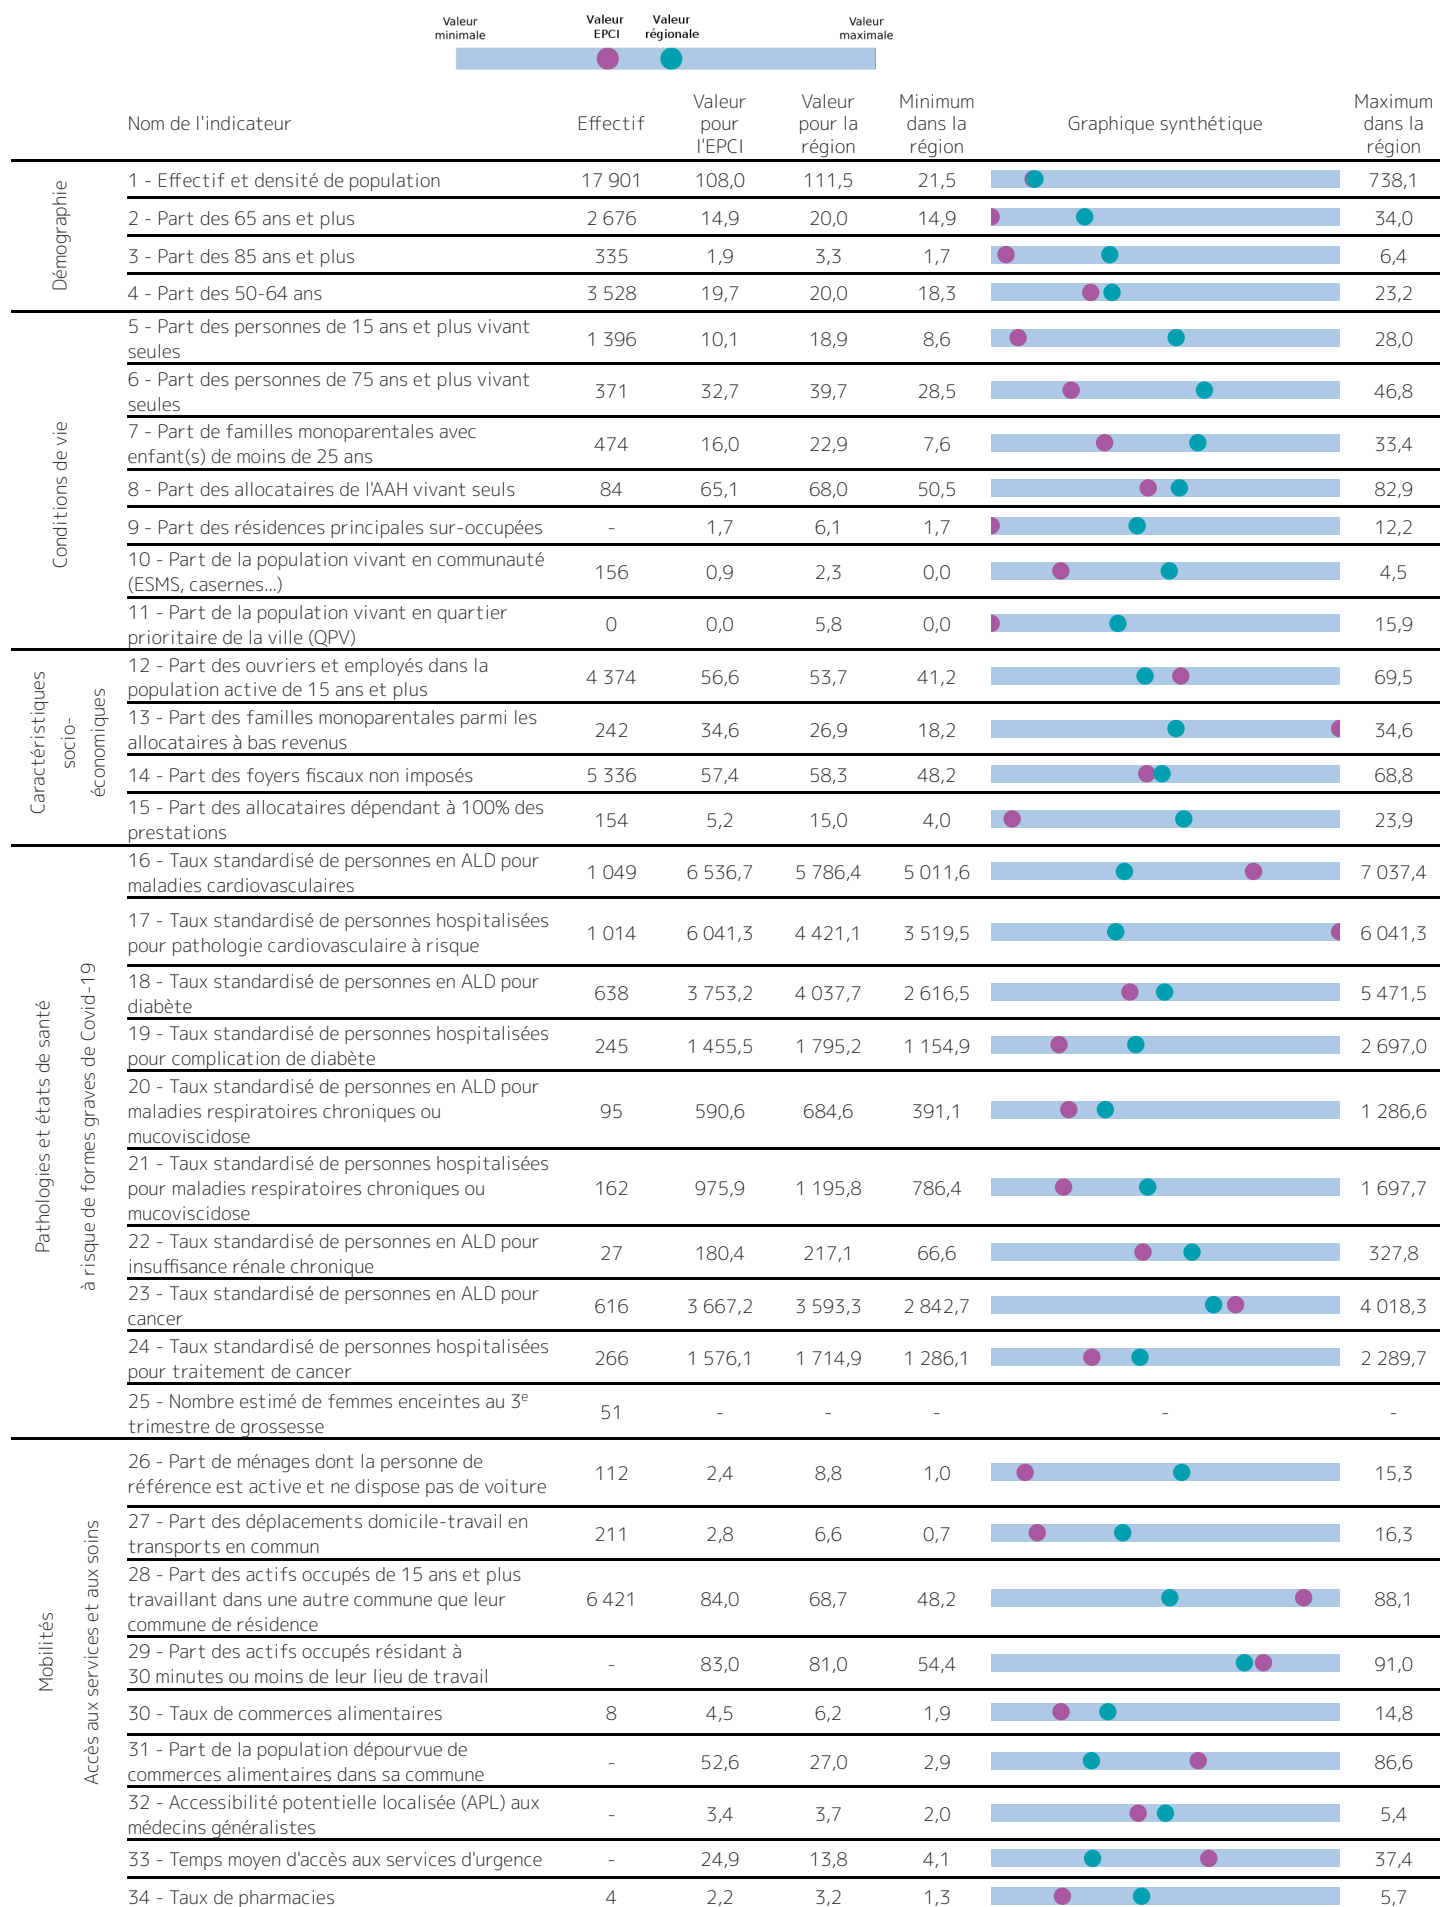 Valeur minimale
Valeur EPCI
Valeur régionale
Valeur maximale
Nom de l'indicateur Effectif Valeur pour l'EPCI Valeur pour la région Minimum dans la région Graphique synthétique Maximum dans la région
Démographie
1 - Effectif et densité de population 17 901 108,0 111,5 21,5 738,1
2 - Part des 65 ans et plus 2 676 14,9 20,0 14,9 34,0
3 - Part des 85 ans et plus 335 1,9 3,3 1,7 6,4
4 - Part des 50-64 ans 3 528 19,7 20,0 18,3 23,2
Conditions de vie
5 - Part des personnes de 15 ans et plus vivant
seules 1 396 10,1 18,9 8,6 28,0
6 - Part des personnes de 75 ans et plus vivant
seules 371 32,7 39,7 28,5 46,8
7 - Part de familles monoparentales avec
enfant(s) de moins de 25 ans 474 16,0 22,9 7,6 33,4
8 - Part des allocataires de l'AAH vivant seuls 84 65,1 68,0 50,5 82,9
9 - Part des résidences principales sur-occupées - 1,7 6,1 1,7 12,2
10 - Part de la population vivant en communauté
(ESMS, casernes...) 156 0,9 2,3 0,0 4,5
11 - Part de la population vivant en quartier
prioritaire de la ville (QPV) 0 0,0 5,8 0,0 15,9
Caractéristiques
socio-
économiques
12 - Part des ouvriers et employés dans la
population active de 15 ans et plus 4 374 56,6 53,7 41,2 69,5
13 - Part des familles monoparentales parmi les
allocataires à bas revenus 242 34,6 26,9 18,2 34,6
14 - Part des foyers fiscaux non imposés 5 336 57,4 58,3 48,2 68,8
15 - Part des allocataires dépendant à 100% des
prestations 154 5,2 15,0 4,0 23,9
Pathologies et états de santé
à risque de formes graves de Covid-19
16 - Taux standardisé de personnes en ALD pour
maladies cardiovasculaires 1 049 6 536,7 5 786,4 5 011,6 7 037,4
17 - Taux standardisé de personnes hospitalisées
pour pathologie cardiovasculaire à risque 1 014 6 041,3 4 421,1 3 519,5 6 041,3
18 - Taux standardisé de personnes en ALD pour
diabète 638 3 753,2 4 037,7 2 616,5 5 471,5
19 - Taux standardisé de personnes hospitalisées
pour complication de diabète 245 1 455,5 1 795,2 1 154,9 2 697,0
20 - Taux standardisé de personnes en ALD pour
maladies respiratoires chroniques ou
mucoviscidose 95 590,6 684,6 391,1 1 286,6
21 - Taux standardisé de personnes hospitalisées
pour maladies respiratoires chroniques ou
mucoviscidose 162 975,9 1 195,8 786,4 1 697,7
22 - Taux standardisé de personnes en ALD pour
insuffisance rénale chronique 27 180,4 217,1 66,6 327,8
23 - Taux standardisé de personnes en ALD pour
cancer 616 3 667,2 3 593,3 2 842,7 4 018,3
24 - Taux standardisé de personnes hospitalisées
pour traitement de cancer 266 1 576,1 1 714,9 1 286,1 2 289,7
25 - Nombre estimé de femmes enceintes au 3e
trimestre de grossesse 51 - - - - -
Mobilités
Accès aux services et aux soins
26 - Part de ménages dont la personne de
référence est active et ne dispose pas de voiture 112 2,4 8,8 1,0 15,3
27 - Part des déplacements domicile-travail en
transports en commun 211 2,8 6,6 0,7 16,3
28 - Part des actifs occupés de 15 ans et plus
travaillant dans une autre commune que leur
commune de résidence 6 421 84,0 68,7 48,2 88,1
29 - Part des actifs occupés résidant à
30 minutes ou moins de leur lieu de travail - 83,0 81,0 54,4 91,0
30 - Taux de commerces alimentaires 8 4,5 6,2 1,9 14,8
31 - Part de la population dépourvue de
commerces alimentaires dans sa commune - 52,6 27,0 2,9 86,6
32 - Accessibilité potentielle localisée (APL) aux
médecins généralistes - 3,4 3,7 2,0 5,4
33 - Temps moyen d'accès aux services d'urgence - 24,9 13,8 4,1 37,4
34 - Taux de pharmacies 4 2,2 3,2 1,3 5,7